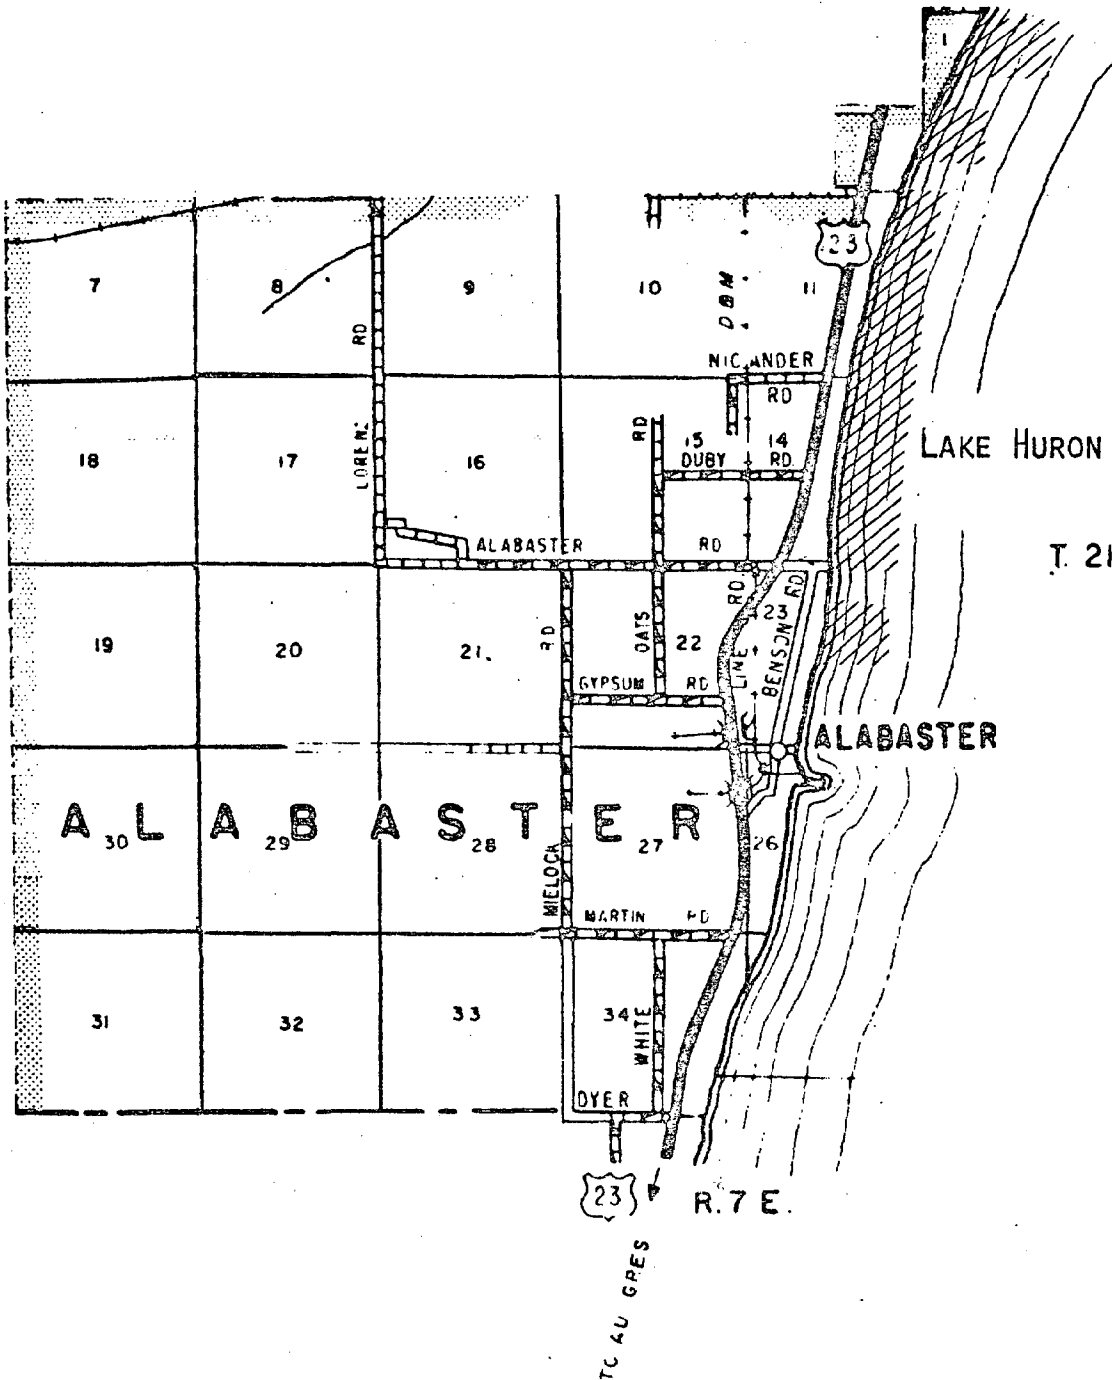 1
23
7
8
9
10
11
RD
D B M
NICANDER
RD
LAKE HURON
18
17
16
15
14
RD
DUBY RD
LORENZ
ALABASTER RD
T. 21
19
20
21.
22
23
RD
OATS
LINE RD
BENSON RD
GYPSUM RD
ALABASTER
ALABASTER
30
29
28
27
26
MIELOCK
MARTIN RD
31
32
33
34
WHITE
DYER
23
R. 7 E.
TO AU GRES